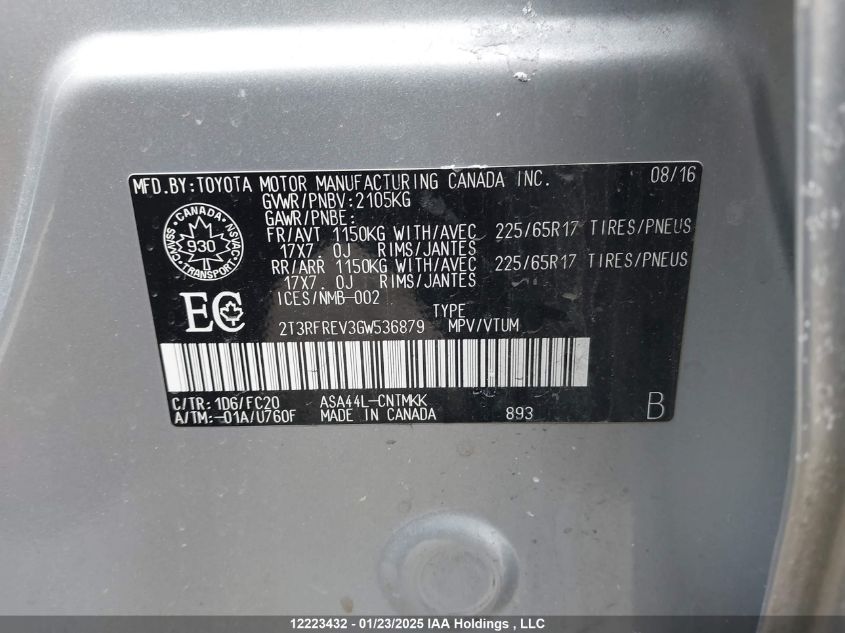 MFD.BY:TOYOTA MOTOR MANUFACTURING CANADA INC. 08/16
GVWR/PNBV:2105KG
GAWR/PNBE:
FR/AVT 1150KG WITH/AVEC 225/65R17 TIRES/PNEUS
17X7.0J RIMS/JANTES
RR/ARR 1150KG WITH/AVEC 225/65R17 TIRES/PNEUS
17X7.0J RIMS/JANTES
ICES/NMB-002
CANADA
CMVSS 930 NSVAC
TRANSPORT
EC
TYPE
2T3RFREV3GW536879 MPV/VTUM
C/TR: 1D6/FC20 ASA44L-CNTMKK
A/TM:-01A/U760F MADE IN CANADA 893 B
12223432 - 01/23/2025 IAA Holdings , LLC